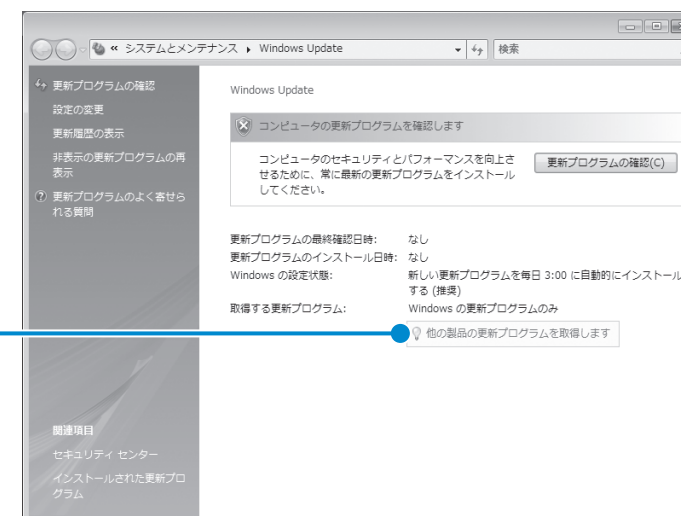 « システムとメンテナンス ▸ Windows Update
検索
更新プログラムの確認
設定の変更
更新履歴の表示
非表示の更新プログラムの再
表示
更新プログラムのよく寄せら
れる質問
Windows Update
コンピュータの更新プログラムを確認します
コンピュータのセキュリティとパフォーマンスを向上さ
せるために、常に最新の更新プログラムをインストール
してください。
更新プログラムの確認(C)
更新プログラムの最終確認日時: なし
更新プログラムのインストール日時: なし
Windows の設定状態: 新しい更新プログラムを毎日 3:00 に自動的にインストール
する (推奨)
取得する更新プログラム: Windows の更新プログラムのみ
他の製品の更新プログラムを取得します
関連項目
セキュリティ センター
インストールされた更新プロ
グラム